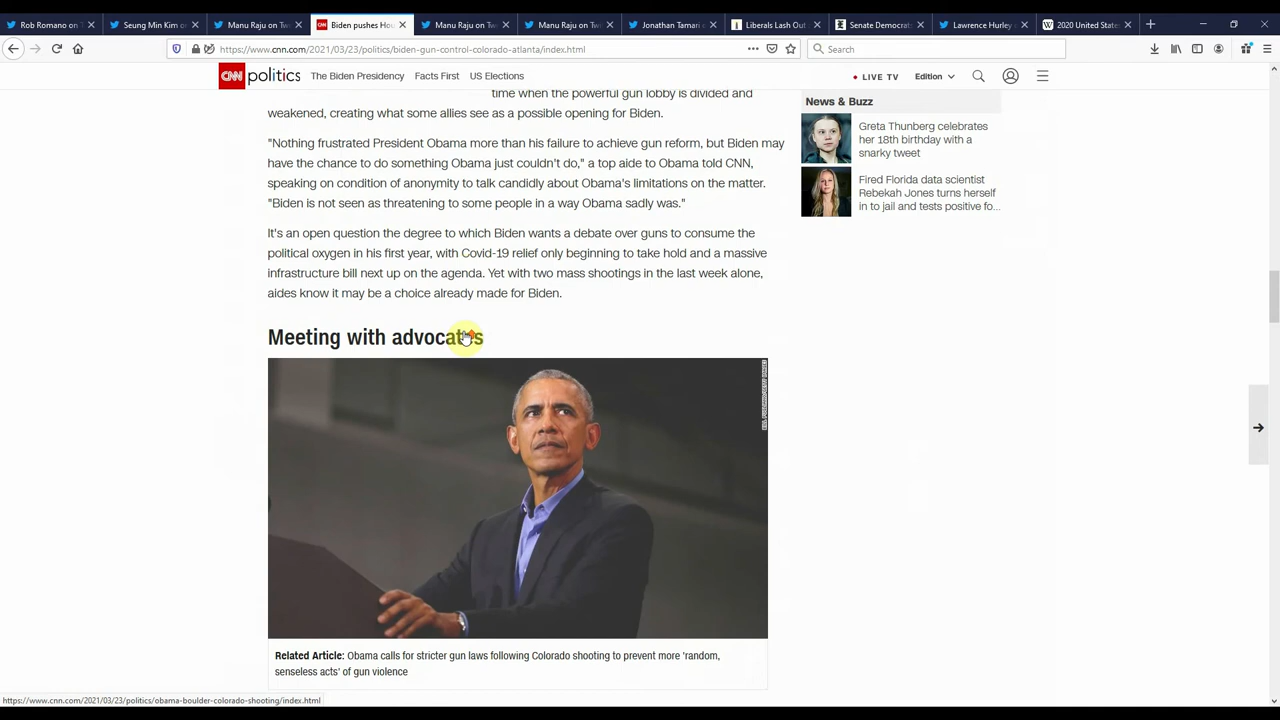 Rob Romano on
Seung Min Kim on
Manu Raju on Twe
Biden pushes Hou
Manu Raju on Tw
Manu Raju on Twi
Jonathan Tamari
Liberals Lash Out
Senate Democrat
Lawrence Hurley
2020 United State
https://www.cnn.com/2021/03/23/politics/biden-gun-control-colorado-atlanta/index.html
Search
CNN politics
The Biden Presidency
Facts First
US Elections
LIVE TV
Edition
time when the powerful gun lobby is divided and
weakened, creating what some allies see as a possible opening for Biden.
"Nothing frustrated President Obama more than his failure to achieve gun reform, but Biden may
have the chance to do something Obama just couldn't do," a top aide to Obama told CNN,
speaking on condition of anonymity to talk candidly about Obama's limitations on the matter.
"Biden is not seen as threatening to some people in a way Obama sadly was."
It's an open question the degree to which Biden wants a debate over guns to consume the
political oxygen in his first year, with Covid-19 relief only beginning to take hold and a massive
infrastructure bill next up on the agenda. Yet with two mass shootings in the last week alone,
aides know it may be a choice already made for Biden.
Meeting with advocates
Related Article: Obama calls for stricter gun laws following Colorado shooting to prevent more 'random,
senseless acts' of gun violence
News & Buzz
Greta Thunberg celebrates
her 18th birthday with a
snarky tweet
Fired Florida data scientist
Rebekah Jones turns herself
in to jail and tests positive fo...
https://www.cnn.com/2021/03/23/politics/obama-boulder-colorado-shooting/index.html